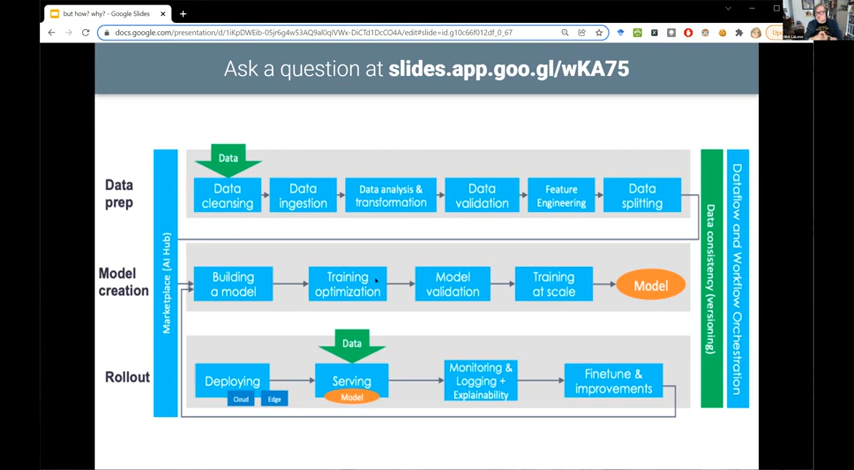 but how? why? - Google Slides
docs.google.com/presentation/d/1iKpDWEib-05jr6g4w53AQ9al0qlVWx-DiCTd1DcCO4A/edit#slide=id.g10c66f012df_0_67
Ask a question at slides.app.goo.gl/wKA75
Data prep
Data
Data cleansing
Data ingestion
Data analysis & transformation
Data validation
Feature Engineering
Data splitting
Marketplace (AI Hub)
Model creation
Building a model
Training optimization
Model validation
Training at scale
Model
Rollout
Data
Deploying
Cloud
Edge
Serving
Model
Monitoring & Logging + Explainability
Finetune & improvements
Data consistency (versioning)
Dataflow and Workflow Orchestration